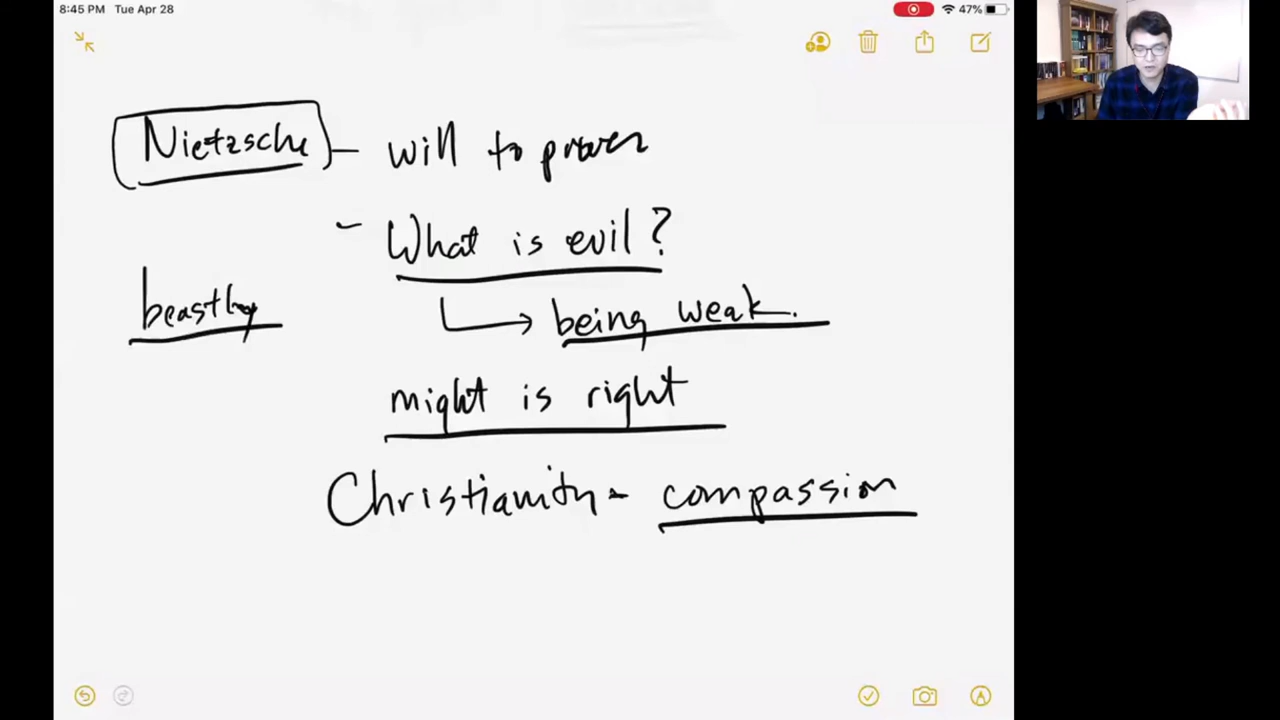 8:45 PM Tue Apr 28
47%
Nietzsche - will to power
- What is evil?
beastly
being weak.
might is right
Christianity - compassion